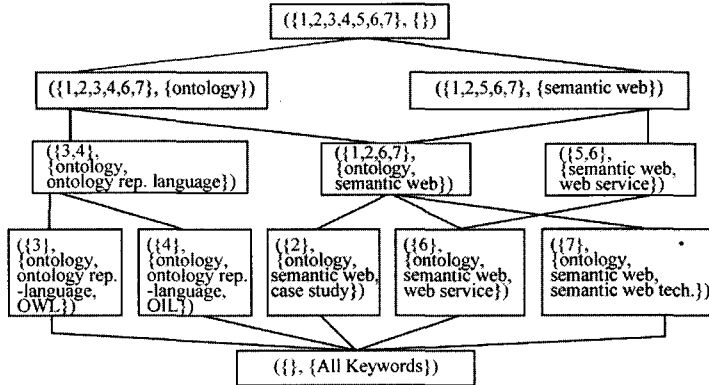 ({1,2,3,4,5,6,7}, {})
({1,2,3,4,6,7}, {ontology})
({1,2,5,6,7}, {semantic web})
({3,4},
{ontology,
ontology rep. language})
({1,2,6,7},
{ontology,
semantic web})
({5,6},
{semantic web,
web service})
({3},
{ontology,
ontology rep.
-language,
OWL})
({4},
{ontology,
ontology rep.
-language,
OIL})
({2},
{ontology,
semantic web,
case study})
({6},
{ontology,
semantic web,
web service})
({7},
{ontology,
semantic web,
semantic web tech.})
({}, {All Keywords})